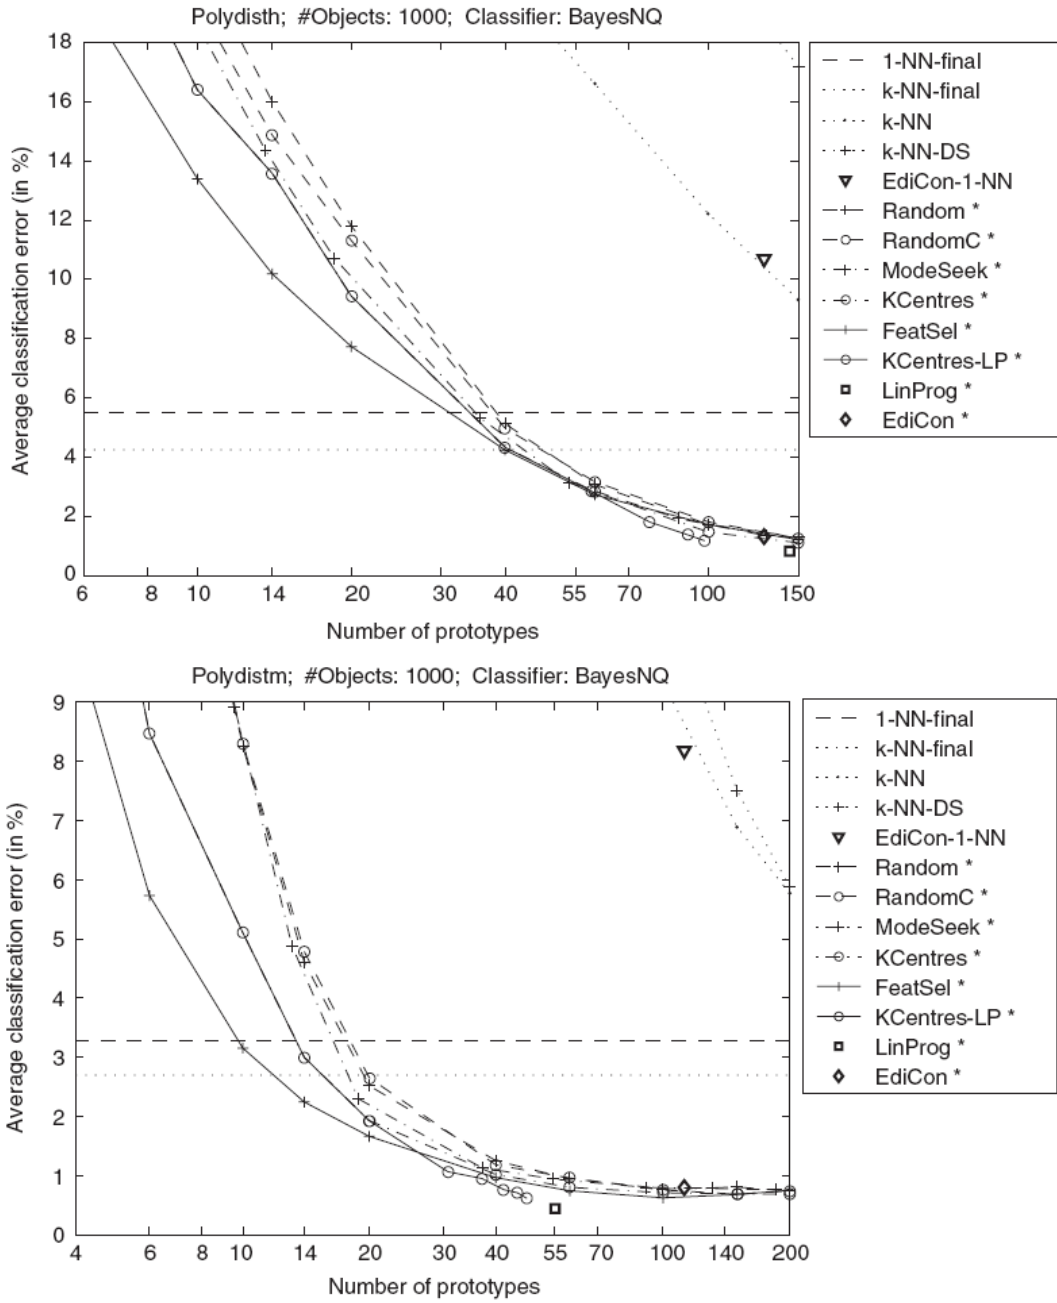 Polydisth; #Objects: 1000; Classifier: BayesNQ
18
16
14
12
10
8
6
4
2
0
Average classification error (in %)
6 8 10 14 20 30 40 55 70 100 150
Number of prototypes
1-NN-final
k-NN-final
k-NN
k-NN-DS
EdiCon-1-NN
Random *
RandomC *
ModeSeek *
KCentres *
FeatSel *
KCentres-LP *
LinProg *
EdiCon *
Polydistm; #Objects: 1000; Classifier: BayesNQ
9
8
7
6
5
4
3
2
1
0
Average classification error (in %)
4 6 10 14 20 30 40 55 70 100 140 200
Number of prototypes
1-NN-final
k-NN-final
k-NN
k-NN-DS
EdiCon-1-NN
Random *
RandomC *
ModeSeek *
KCentres *
FeatSel *
KCentres-LP *
LinProg *
EdiCon *